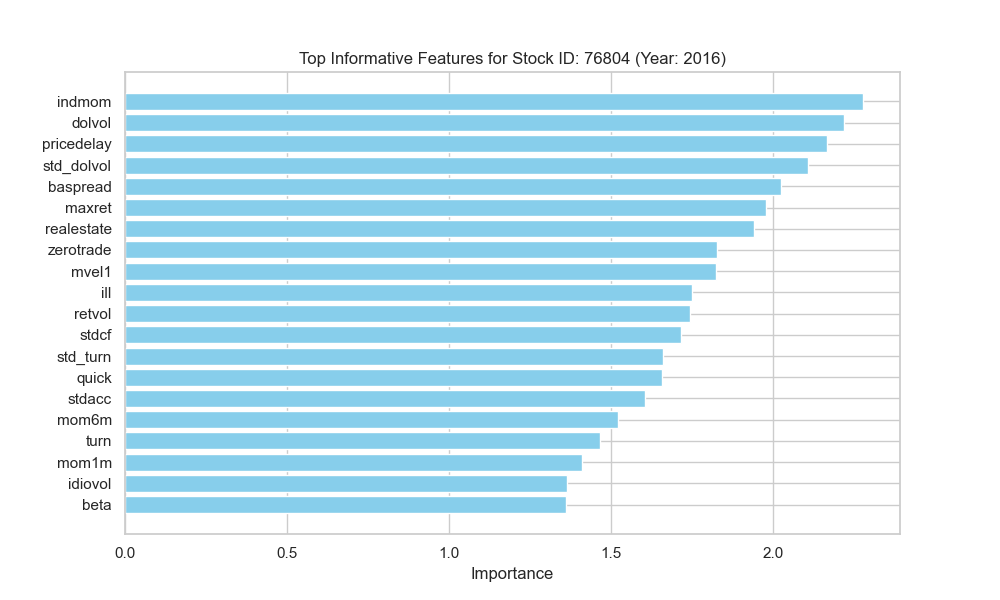 Top Informative Features for Stock ID: 76804 (Year: 2016)
indmom
dolvol
pricedelay
std_dolvol
baspread
maxret
realestate
zerotrade
mvel1
ill
retvol
stdcf
std_turn
quick
stdacc
mom6m
turn
mom1m
idiovol
beta
0.0 0.5 1.0 1.5 2.0
Importance